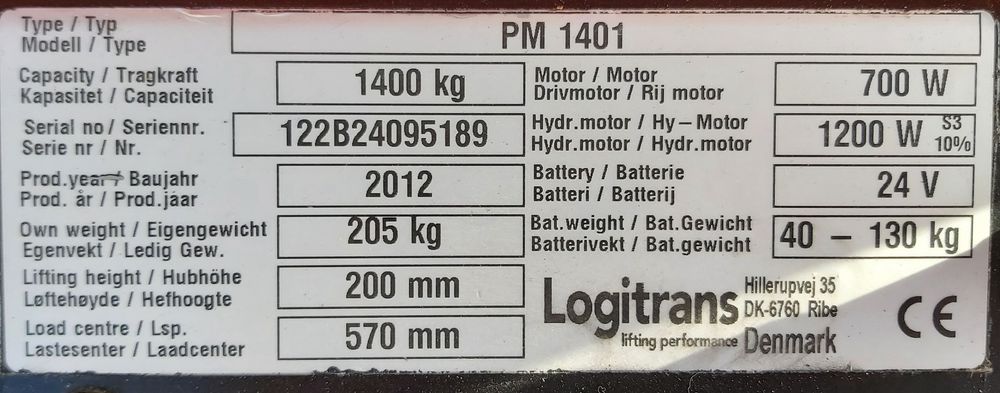 Type / Typ
Modell / Type
PM 1401
Capacity / Tragkraft
Kapasitet / Capaciteit
1400 kg
Serial no / Seriennr.
Serie nr / Nr.
122B24095189
Prod.year / Baujahr
Prod. år / Prod.jaar
2012
Own weight / Eigengewicht
Egenvekt / Ledig Gew.
205 kg
Lifting height / Hubhöhe
Løftehøyde / Hefhoogte
200 mm
Load centre / Lsp.
Lastesenter / Laadcenter
570 mm
Motor / Motor
Drivmotor / Rij motor
700 W
Hydr.motor / Hy-Motor
Hydr.motor / Hydr.motor
1200 W S3 10%
Battery / Batterie
Batteri / Batterij
24 V
Bat.weight / Bat.Gewicht
Batterivekt / Bat.gewicht
40 – 130 kg
Logitrans
lifting performance
Hillerupvej 35
DK-6760 Ribe
Denmark
CE